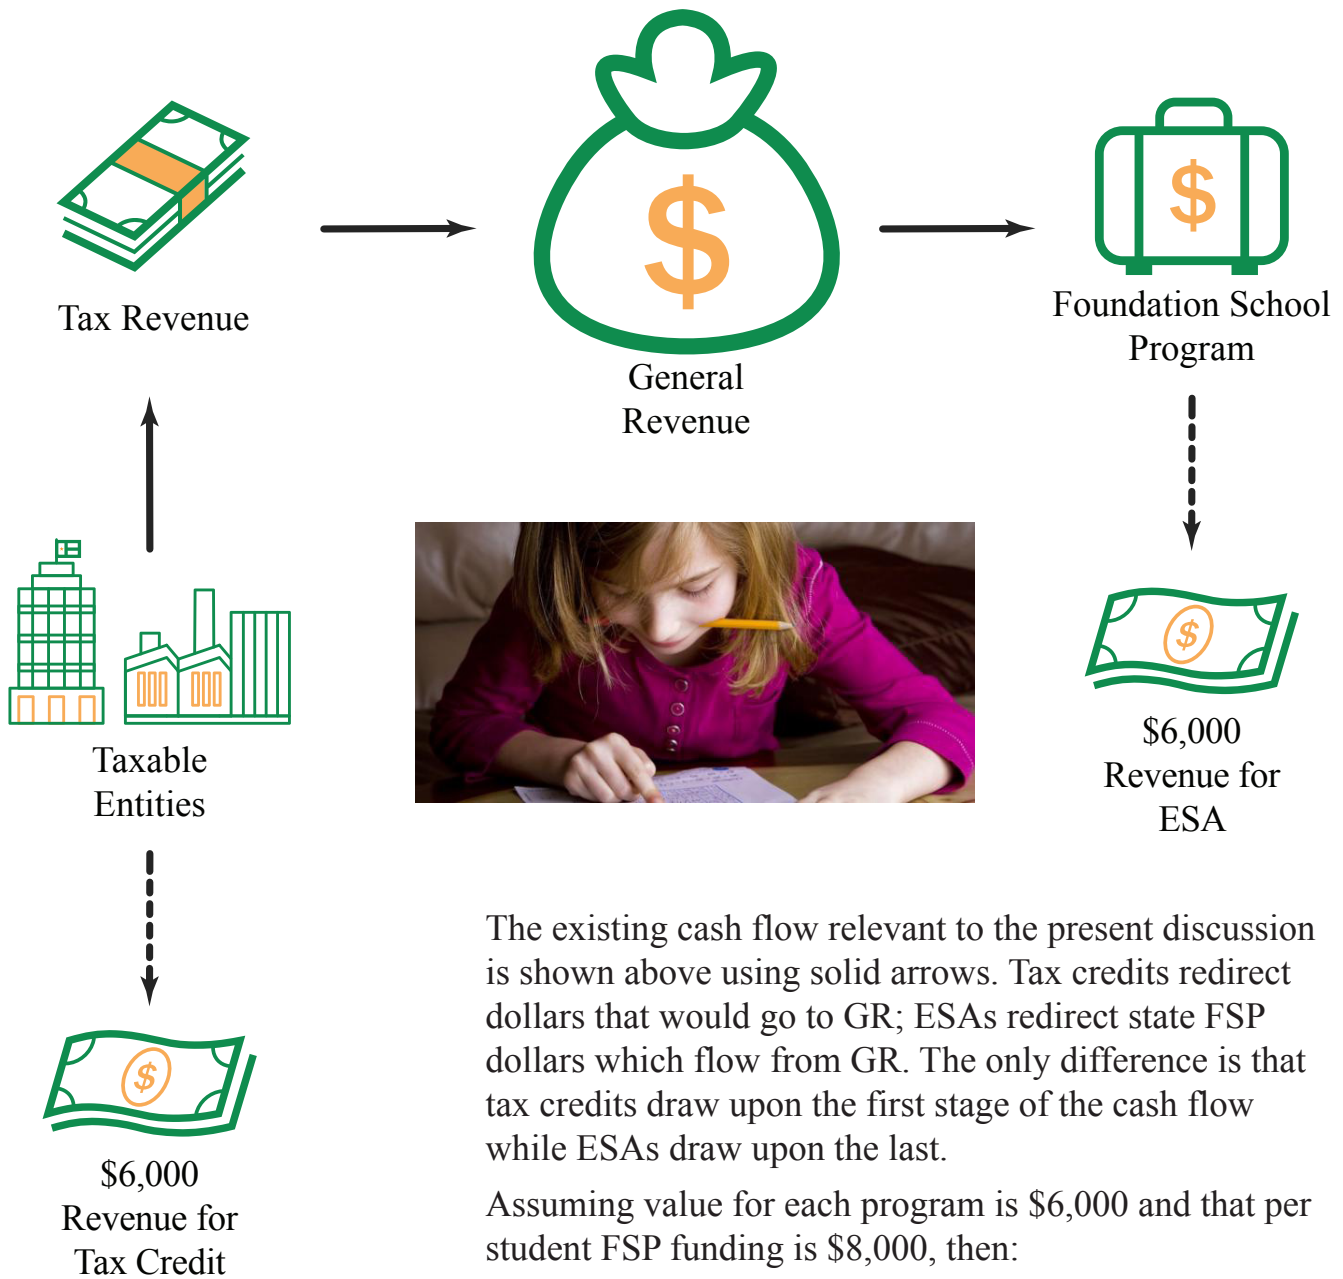 Tax Revenue
$
General
Revenue
$
Foundation School
Program
Taxable
Entities
$
$6,000
Revenue for
ESA
$
$6,000
Revenue for
Tax Credit
The existing cash flow relevant to the present discussion
is shown above using solid arrows. Tax credits redirect
dollars that would go to GR; ESAs redirect state FSP
dollars which flow from GR. The only difference is that
tax credits draw upon the first stage of the cash flow
while ESAs draw upon the last.
Assuming value for each program is $6,000 and that per
student FSP funding is $8,000, then: